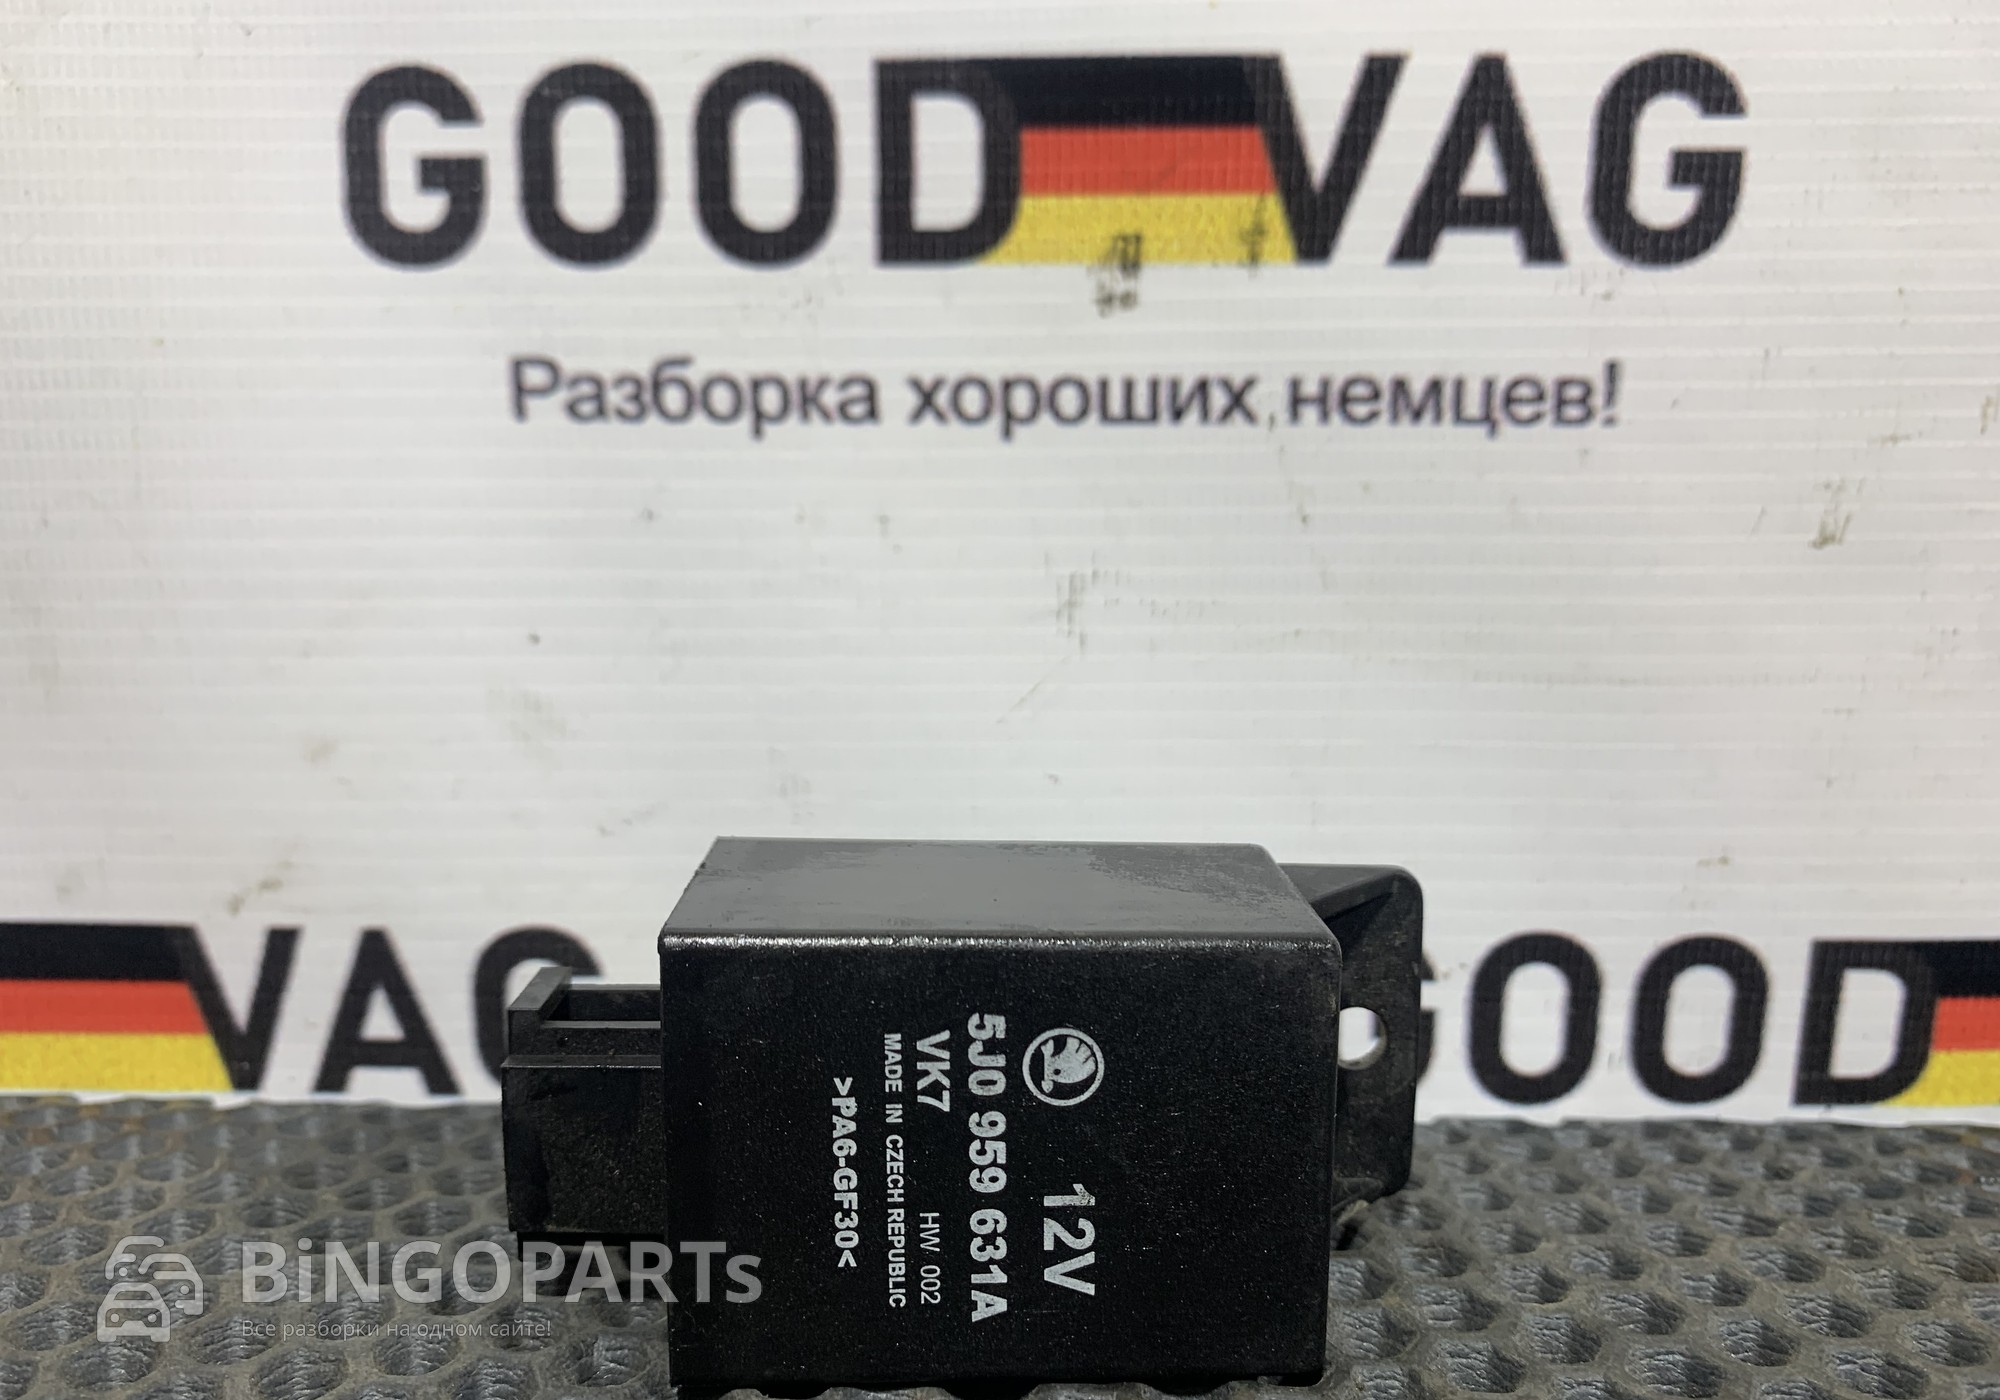 GOOD VAG
Разборка хороших немцев!
VAG
GOOD
12V
5J0 959 631A
VK7 HW 002
MADE IN CZECH REPUBLIC
>PA6-GF30<
BiNGOPARTs
Все разборки на одном сайте!